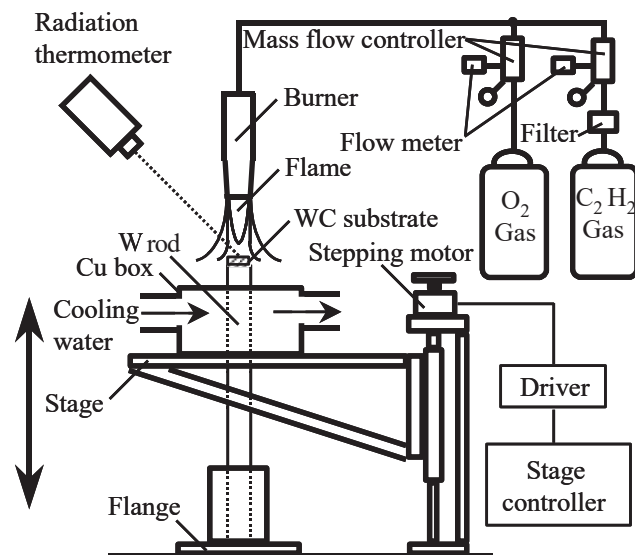 Radiation
thermometer
Mass flow controller
Burner
Flow meter
Filter
Flame
O2
Gas
C2 H2
Gas
WC substrate
W rod
Stepping motor
Cu box
Cooling
water
Driver
Stage
Stage
controller
Flange